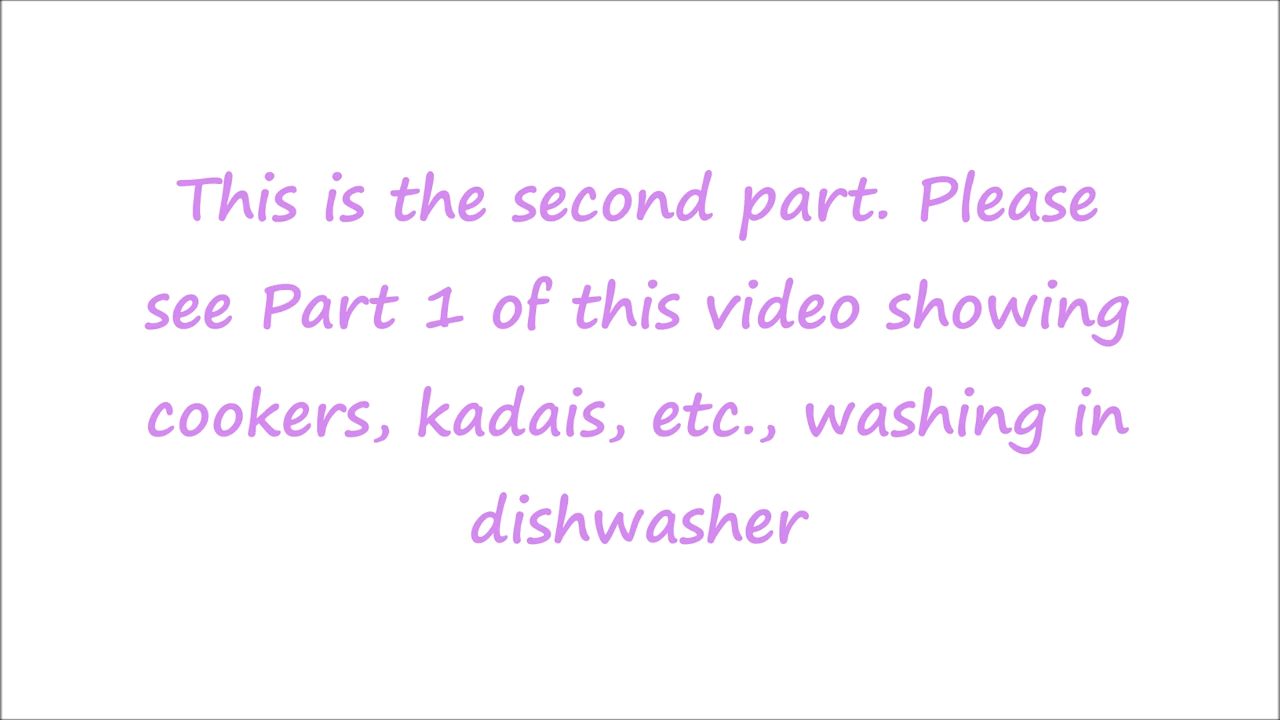 This is the second part. Please
see Part 1 of this video showing
cookers, kadais, etc., washing in
dishwasher